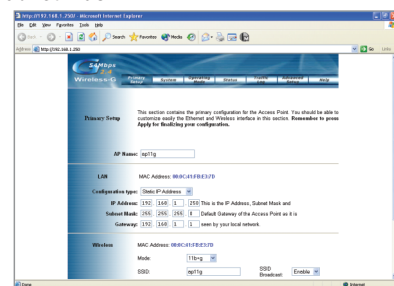 http://192.168.1.250/ - Microsoft Internet Explorer
File Edit View Favorites Tools Help
Back Search Favorites Media
Address http://192.168.1.250 Go Links
54Mbps
2.4
Wireless-G
Primary Setup System Operating Mode Status Advanced Setup Help
Primary Setup
This section contains the primary configuration for the Access Point. You should be able to
customize easily the Ethernet and Wireless interface in this section. Remember to press
Apply for finalizing your configuration.
AP Name: ap11g
LAN MAC Address: 00:0C:41:FB:E3:7D
Configuration type: Static IP Address
IP Address: 192. 168. 1. 250 This is the IP Address, Subnet Mask and
Subnet Mask: 255. 255. 255. 0 Default Gateway of the Access Point as it is
Gateway: 192. 168. 1. 1 seen by your local network.
Wireless MAC Address: 00:0C:41:FB:E3:7D
Mode: 11b+g
SSID: ap11g SSID Broadcast: Enable
Done Internet